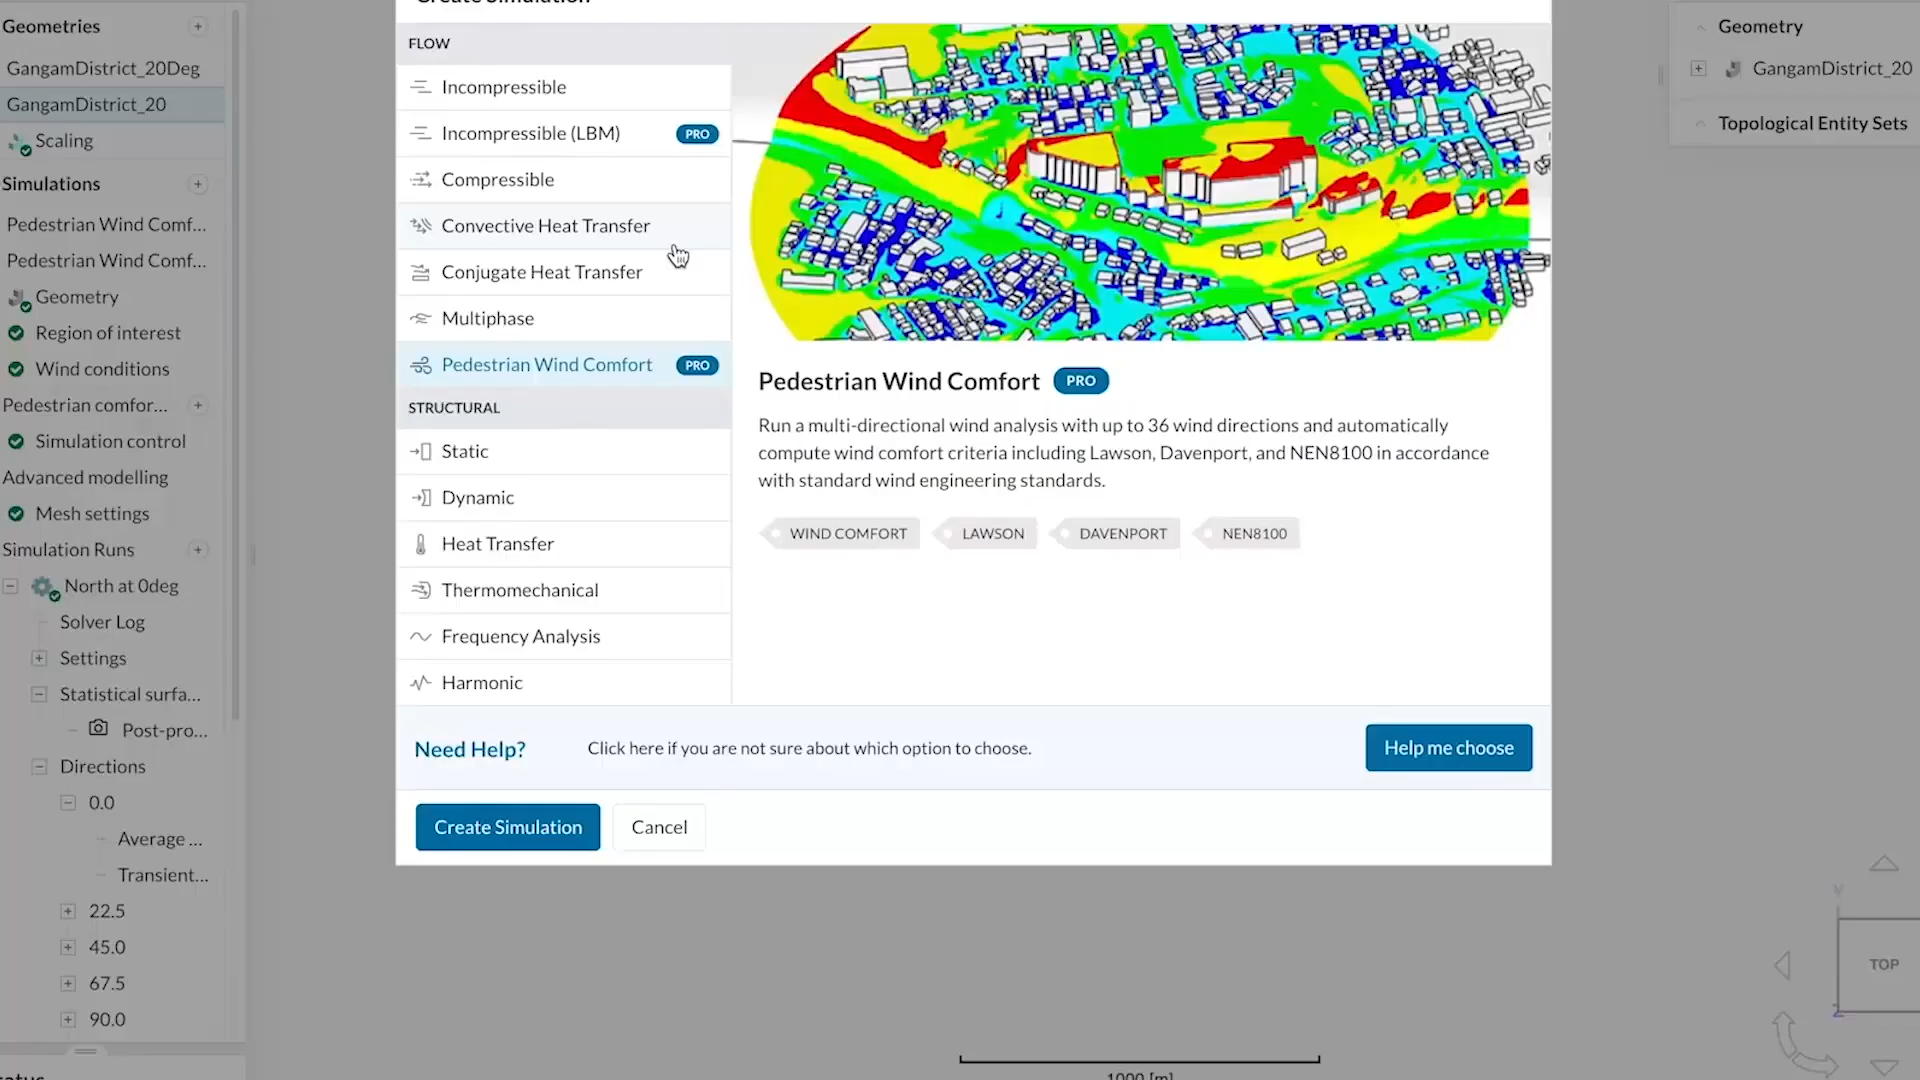 Create Simulation
Geometries
GangamDistrict_20Deg
GangamDistrict_20
Scaling
Simulations
Pedestrian Wind Comf...
Pedestrian Wind Comf...
Geometry
Region of interest
Wind conditions
Pedestrian comfor...
Simulation control
Advanced modelling
Mesh settings
Simulation Runs
North at 0deg
Solver Log
Settings
Statistical surfa...
Post-pro...
Directions
0.0
Average ...
Transient...
22.5
45.0
67.5
90.0
FLOW
Incompressible
Incompressible (LBM) PRO
Compressible
Convective Heat Transfer
Conjugate Heat Transfer
Multiphase
Pedestrian Wind Comfort PRO
STRUCTURAL
Static
Dynamic
Heat Transfer
Thermomechanical
Frequency Analysis
Harmonic
Pedestrian Wind Comfort PRO
Run a multi-directional wind analysis with up to 36 wind directions and automatically
compute wind comfort criteria including Lawson, Davenport, and NEN8100 in accordance
with standard wind engineering standards.
WIND COMFORT LAWSON DAVENPORT NEN8100
Need Help? Click here if you are not sure about which option to choose. Help me choose
Create Simulation Cancel
Geometry
GangamDistrict_20
Topological Entity Sets
Y
TOP
Z
1000 [m]